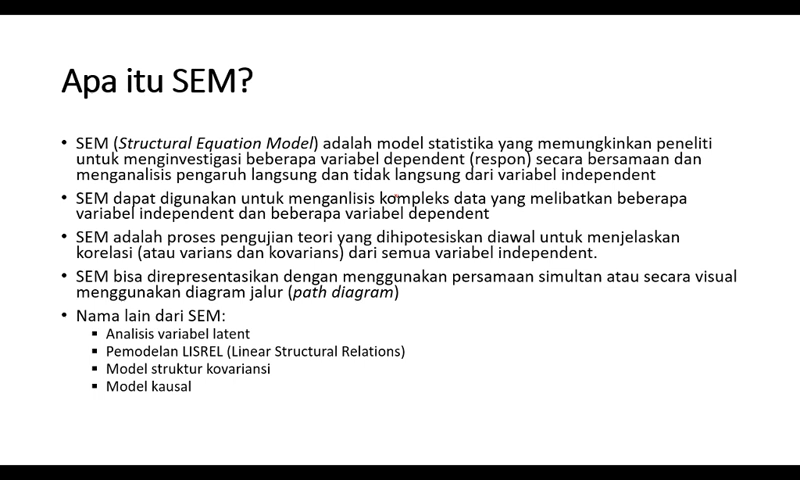 Apa itu SEM?
• SEM (Structural Equation Model) adalah model statistika yang memungkinkan peneliti
untuk menginvestigasi beberapa variabel dependent (respon) secara bersamaan dan
menganalisis pengaruh langsung dan tidak langsung dari variabel independent
• SEM dapat digunakan untuk menganlisis kompleks data yang melibatkan beberapa
variabel independent dan beberapa variabel dependent
• SEM adalah proses pengujian teori yang dihipotesiskan diawal untuk menjelaskan
korelasi (atau varians dan kovarians) dari semua variabel independent.
• SEM bisa direpresentasikan dengan menggunakan persamaan simultan atau secara visual
menggunakan diagram jalur (path diagram)
• Nama lain dari SEM:
▪ Analisis variabel latent
▪ Pemodelan LISREL (Linear Structural Relations)
▪ Model struktur kovariansi
▪ Model kausal